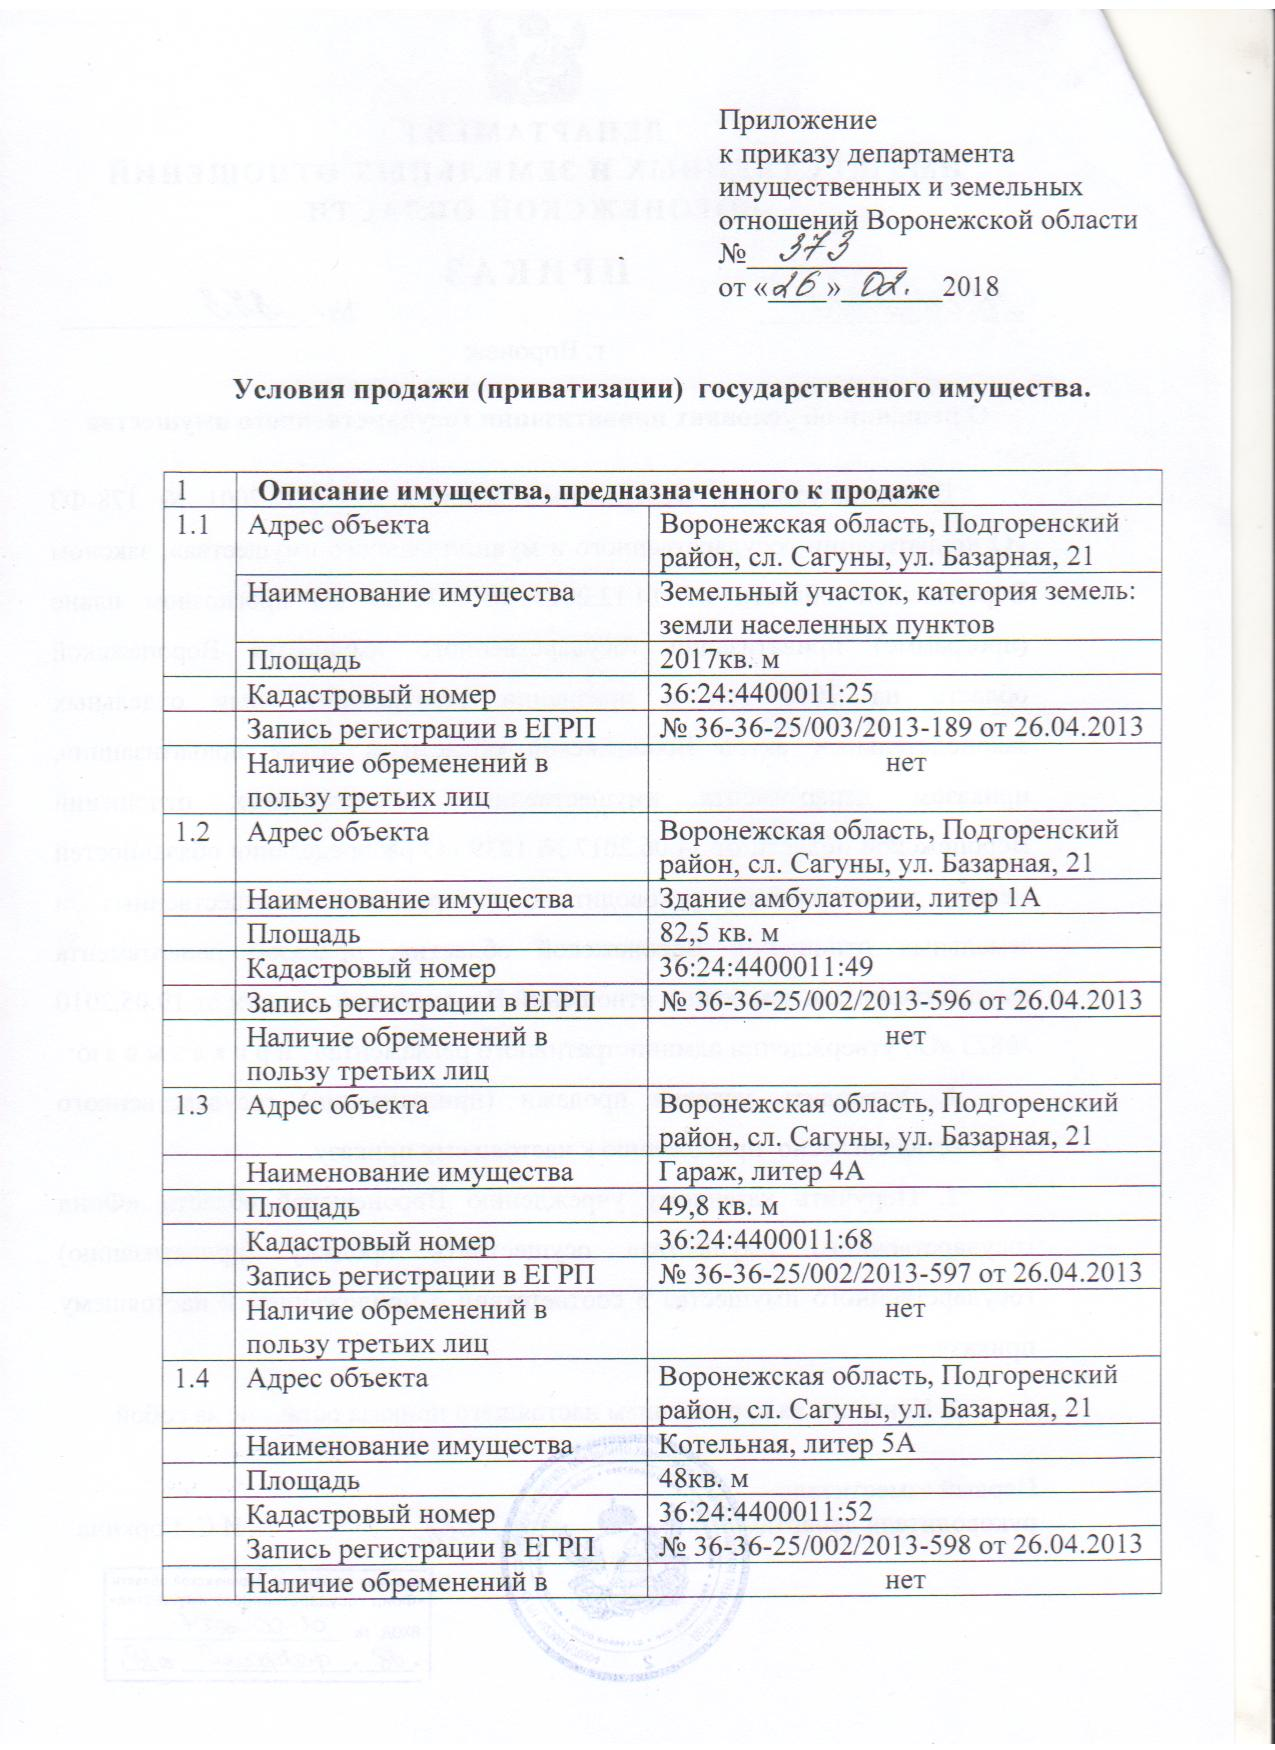 Приложение
к приказу департамента
имущественных и земельных
отношений Воронежской области
№ 373
от «26» 02. 2018
Условия продажи (приватизации) государственного имущества.
1 Описание имущества, предназначенного к продаже
1.1 Адрес объекта Воронежская область, Подгоренский
район, сл. Сагуны, ул. Базарная, 21
Наименование имущества Земельный участок, категория земель:
земли населенных пунктов
Площадь 2017кв. м
Кадастровый номер 36:24:4400011:25
Запись регистрации в ЕГРП № 36-36-25/003/2013-189 от 26.04.2013
Наличие обременений в нет
пользу третьих лиц
1.2 Адрес объекта Воронежская область, Подгоренский
район, сл. Сагуны, ул. Базарная, 21
Наименование имущества Здание амбулатории, литер 1А
Площадь 82,5 кв. м
Кадастровый номер 36:24:4400011:49
Запись регистрации в ЕГРП № 36-36-25/002/2013-596 от 26.04.2013
Наличие обременений в нет
пользу третьих лиц
1.3 Адрес объекта Воронежская область, Подгоренский
район, сл. Сагуны, ул. Базарная, 21
Наименование имущества Гараж, литер 4А
Площадь 49,8 кв. м
Кадастровый номер 36:24:4400011:68
Запись регистрации в ЕГРП № 36-36-25/002/2013-597 от 26.04.2013
Наличие обременений в нет
пользу третьих лиц
1.4 Адрес объекта Воронежская область, Подгоренский
район, сл. Сагуны, ул. Базарная, 21
Наименование имущества Котельная, литер 5А
Площадь 48кв. м
Кадастровый номер 36:24:4400011:52
Запись регистрации в ЕГРП № 36-36-25/002/2013-598 от 26.04.2013
Наличие обременений в нет